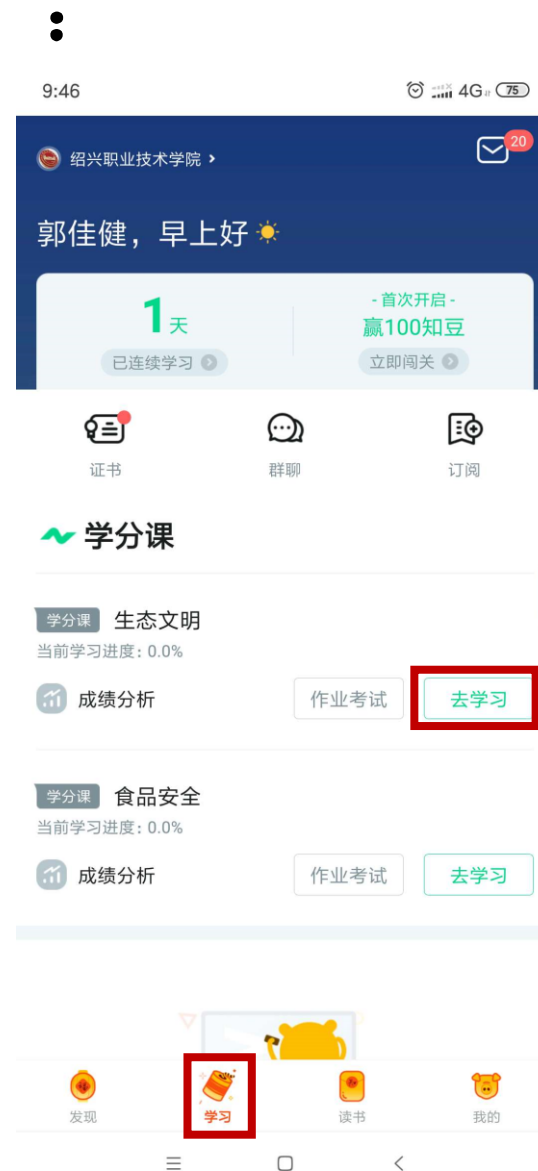 :
9:46
4G 75
绍兴职业技术学院 >
20
郭佳健，早上好
1天
已连续学习
- 首次开启 -
赢100知豆
立即闯关
证书
群聊
订阅
学分课
学分课 生态文明
当前学习进度: 0.0%
成绩分析 作业考试 去学习
学分课 食品安全
当前学习进度: 0.0%
成绩分析 作业考试 去学习
发现 学习 读书 我的